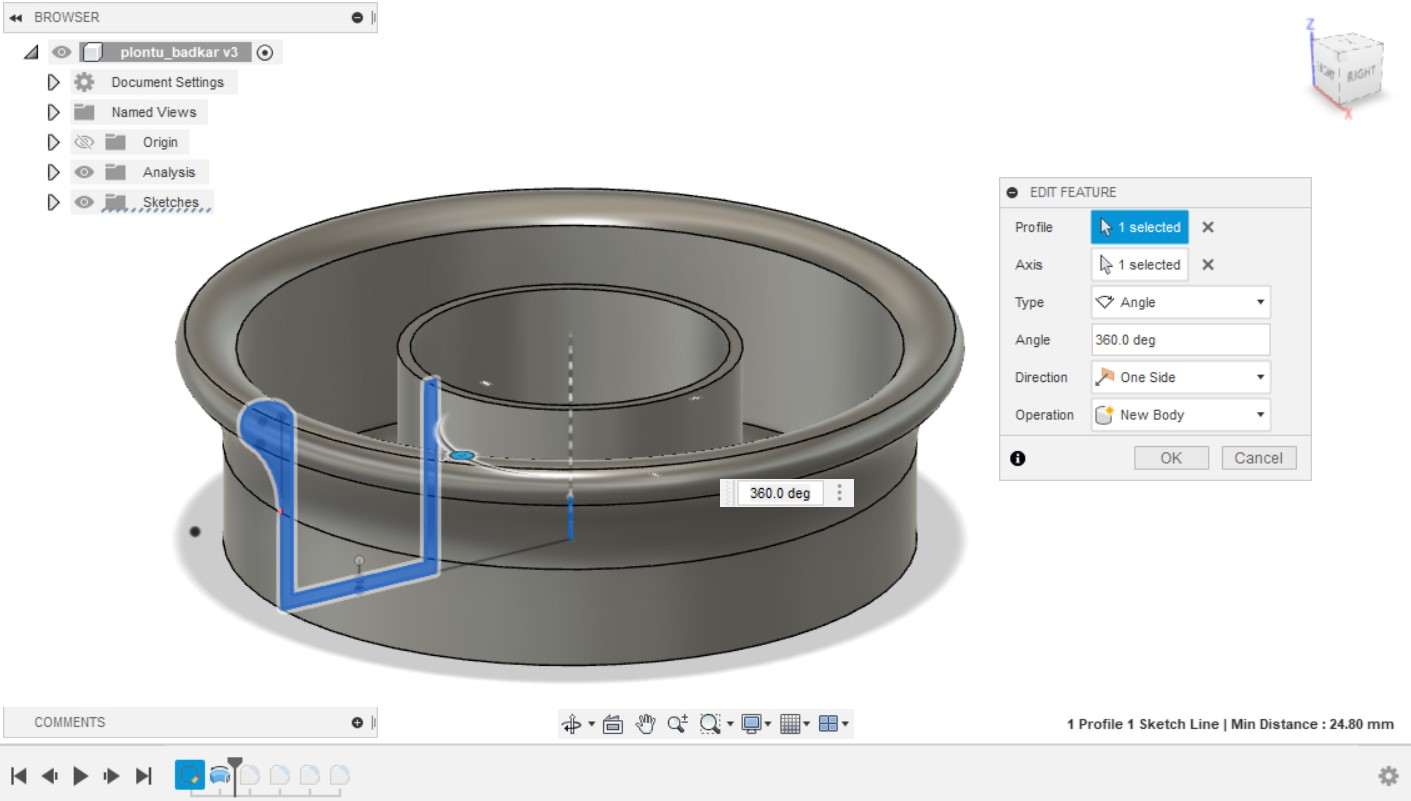 BROWSER
plontu_badkar v3
Document Settings
Named Views
Origin
Analysis
Sketches
Z
RIGHT
X
EDIT FEATURE
Profile 1 selected
Axis 1 selected
Type Angle
Angle 360.0 deg
Direction One Side
Operation New Body
OK Cancel
360.0 deg
COMMENTS
1 Profile 1 Sketch Line | Min Distance : 24.80 mm